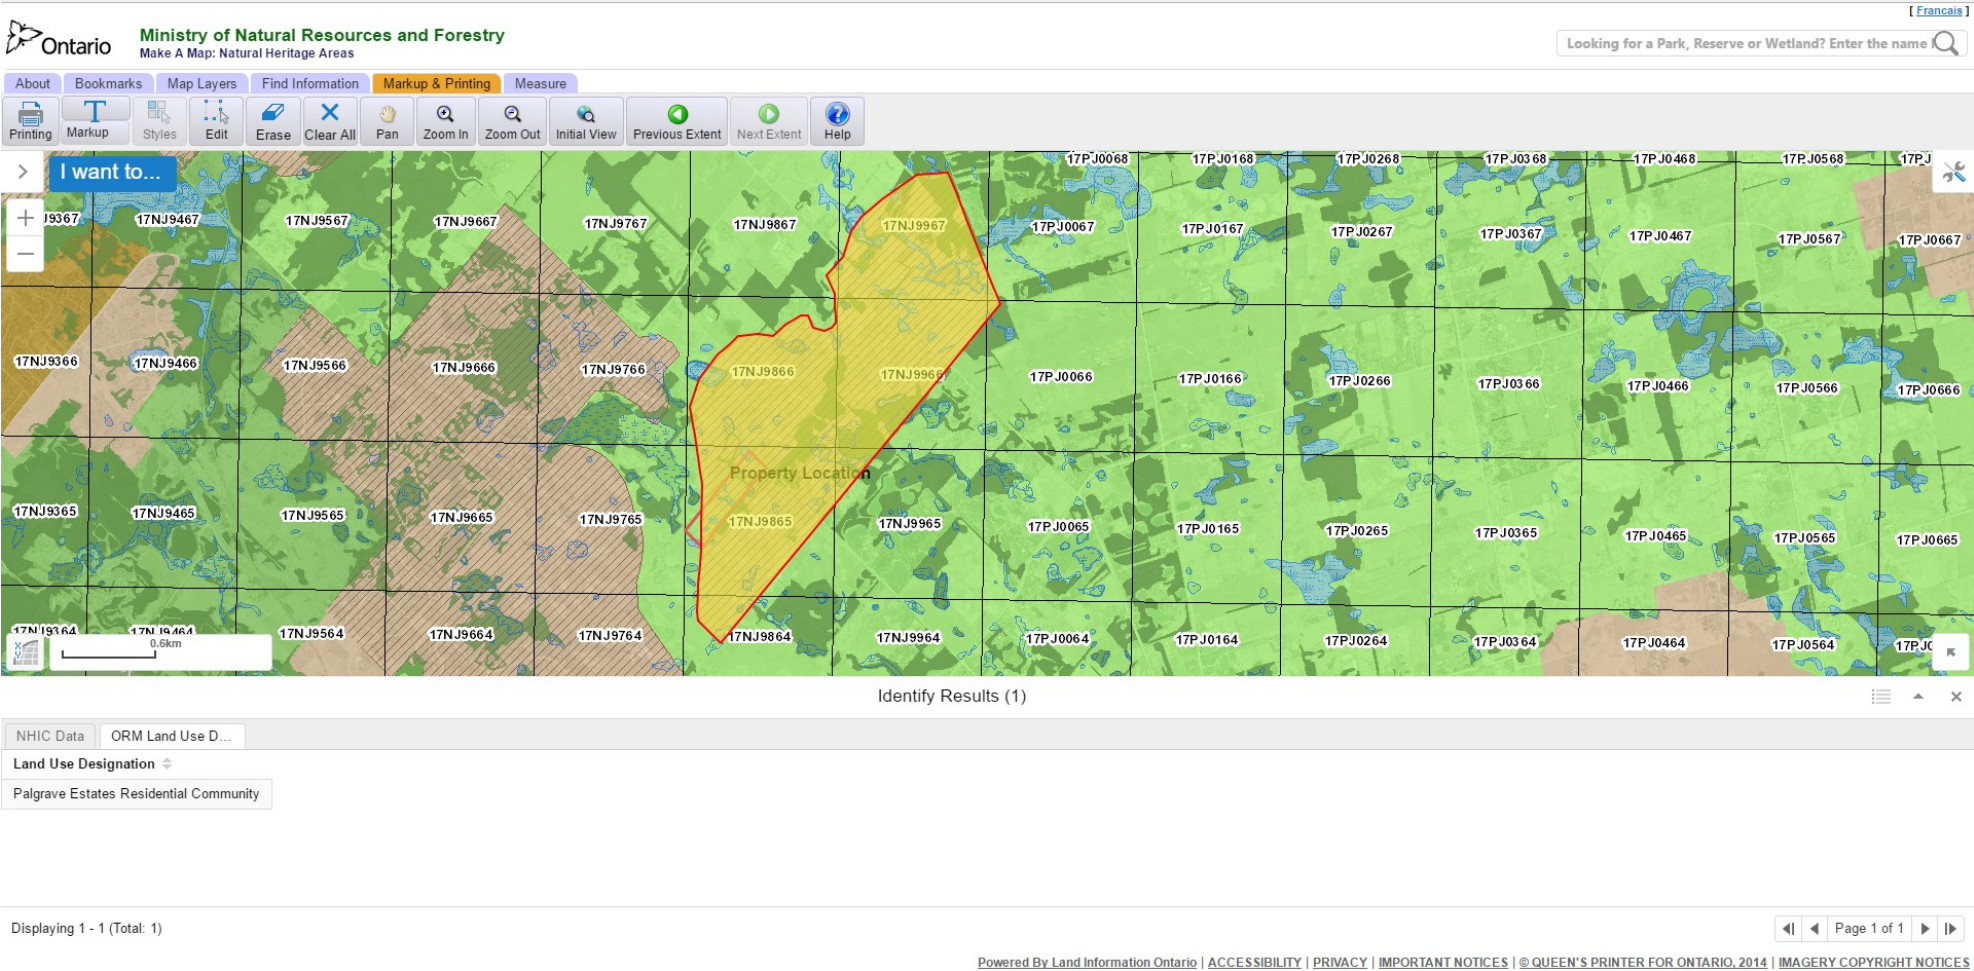 [ Francais ]
Ontario
Ministry of Natural Resources and Forestry
Make A Map: Natural Heritage Areas
Looking for a Park, Reserve or Wetland? Enter the name
About Bookmarks Map Layers Find Information Markup & Printing Measure
Printing Markup Styles Edit Erase Clear All Pan Zoom In Zoom Out Initial View Previous Extent Next Extent Help
I want to...
17PJ0068 17PJ0168 17PJ0268 17PJ0368 17PJ0468 17PJ0568 17PJ
J9367 17NJ9467 17NJ9567 17NJ9667 17NJ9767 17NJ9867 17NJ9967 17PJ0067 17PJ0167 17PJ0267 17PJ0367 17PJ0467 17PJ0567 17PJ0667
17NJ9366 17NJ9466 17NJ9566 17NJ9666 17NJ9766 17NJ9866 17NJ9966 17PJ0066 17PJ0166 17PJ0266 17PJ0366 17PJ0466 17PJ0566 17PJ0666
Property Location
17NJ9365 17NJ9465 17NJ9565 17NJ9665 17NJ9765 17NJ9865 17NJ9965 17PJ0065 17PJ0165 17PJ0265 17PJ0365 17PJ0465 17PJ0565 17PJ0665
17NJ9364 17NJ9464 17NJ9564 17NJ9664 17NJ9764 17NJ9864 17NJ9964 17PJ0064 17PJ0164 17PJ0264 17PJ0364 17PJ0464 17PJ0564
0.6km
Identify Results (1)
NHIC Data ORM Land Use D...
Land Use Designation
Palgrave Estates Residential Community
Displaying 1 - 1 (Total: 1)
Page 1 of 1
Powered By Land Information Ontario | ACCESSIBILITY | PRIVACY | IMPORTANT NOTICES | © QUEEN'S PRINTER FOR ONTARIO, 2014 | IMAGERY COPYRIGHT NOTICES